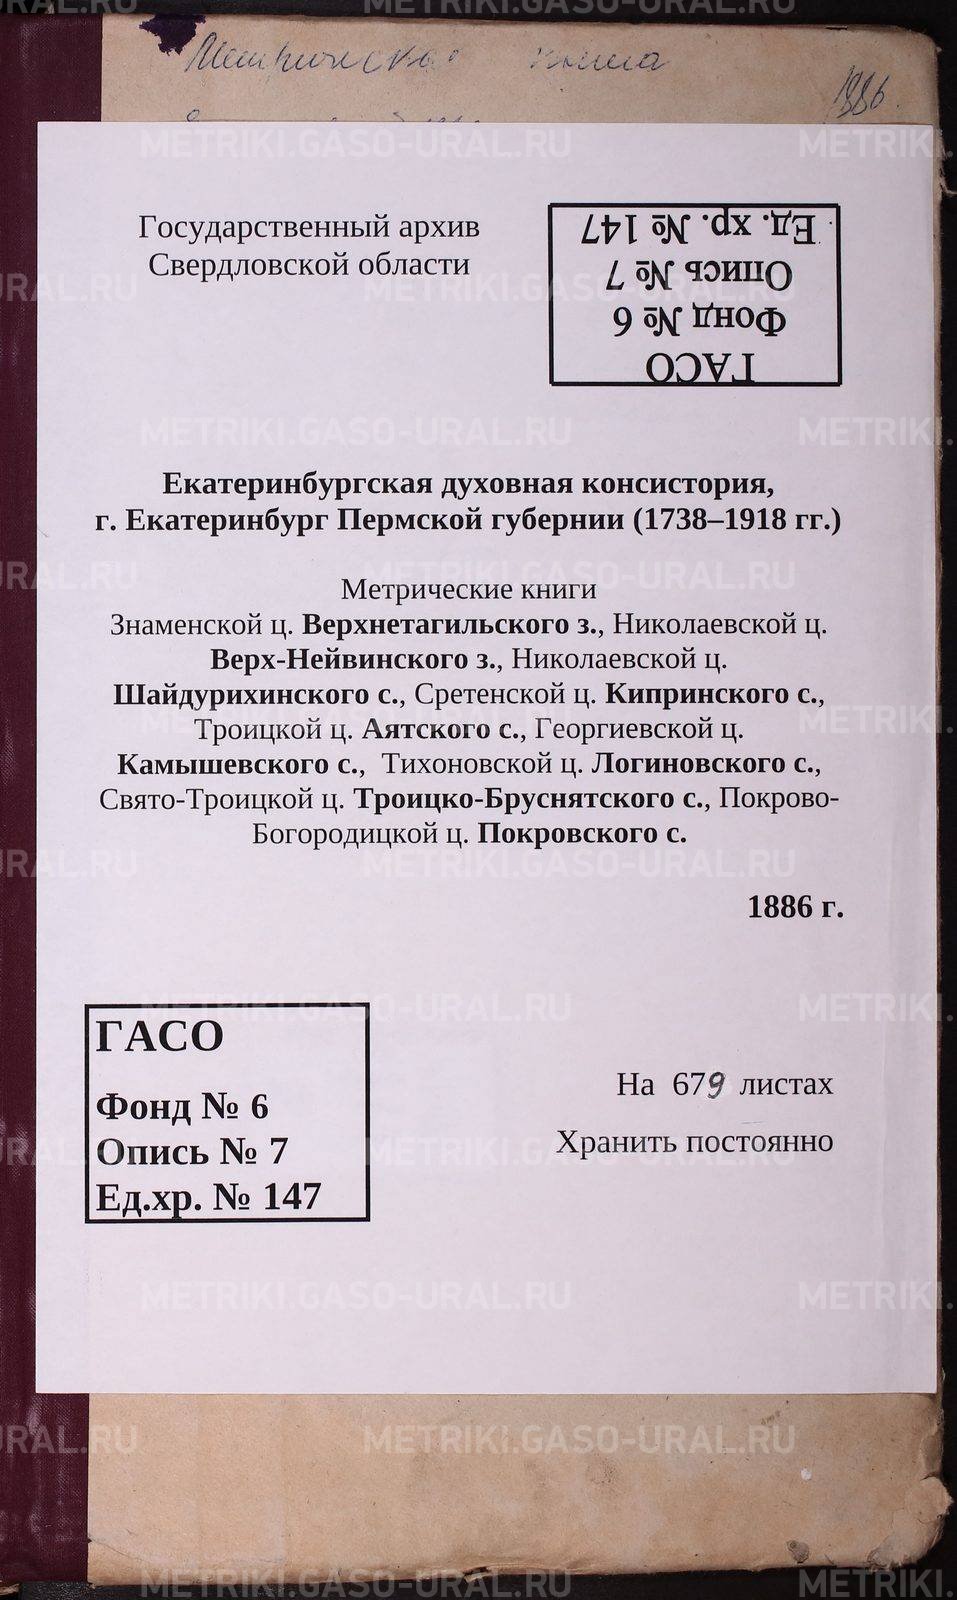 Метрическая книга
1886.
Государственный архив
Свердловской области
ГАСО
Фонд № 6
Опись № 7
Ед. хр. № 147
Екатеринбургская духовная консистория,
г. Екатеринбург Пермской губернии (1738–1918 гг.)
Метрические книги
Знаменской ц. Верхнетагильского з., Николаевской ц.
Верх-Нейвинского з., Николаевской ц.
Шайдурихинского с., Сретенской ц. Кипринского с.,
Троицкой ц. Аятского с., Георгиевской ц.
Камышевского с., Тихоновской ц. Логиновского с.,
Свято-Троицкой ц. Троицко-Бруснятского с., Покрово-
Богородицкой ц. Покровского с.
1886 г.
ГАСО
Фонд № 6
Опись № 7
Ед.хр. № 147
На 679 листах
Хранить постоянно
METRIKI.GASO-URAL.RU